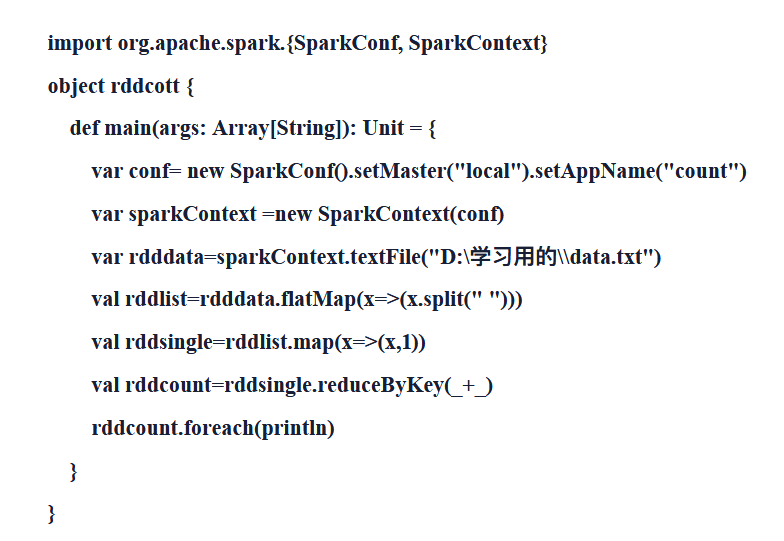 import org.apache.spark.{SparkConf, SparkContext}
object rddcott {
def main(args: Array[String]): Unit = {
var conf= new SparkConf().setMaster("local").setAppName("count")
var sparkContext =new SparkContext(conf)
var rdddata=sparkContext.textFile("D:\学习用的\\data.txt")
val rddlist=rdddata.flatMap(x=>(x.split(" ")))
val rddsingle=rddlist.map(x=>(x,1))
val rddcount=rddsingle.reduceByKey(_+_)
rddcount.foreach(println)
}
}